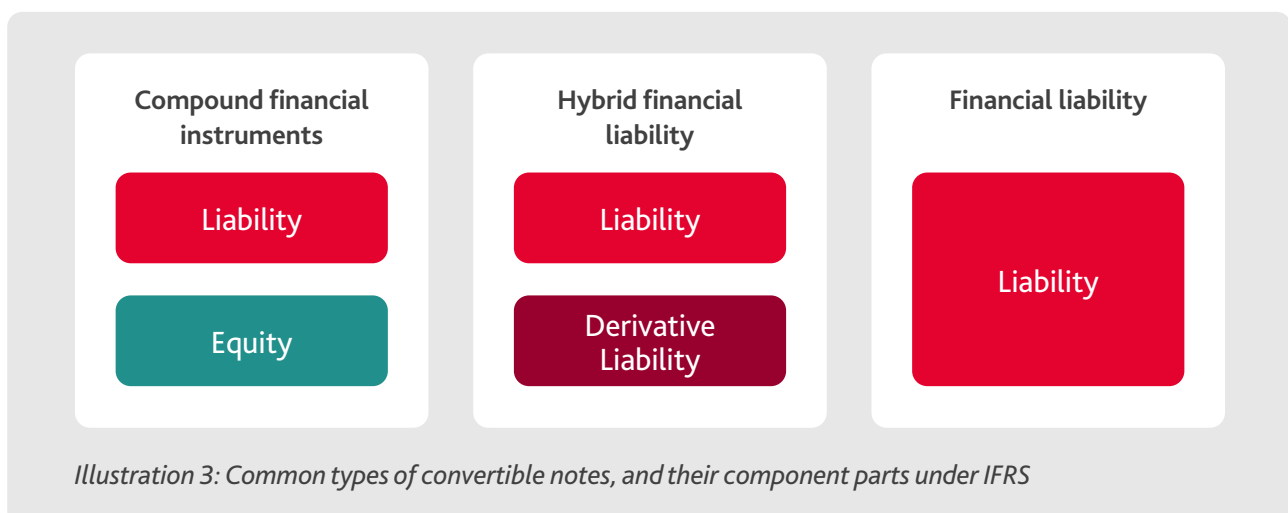 Compound financial
instruments
Liability
Equity
Hybrid financial
liability
Liability
Derivative
Liability
Financial liability
Liability
Illustration 3: Common types of convertible notes, and their component parts under IFRS